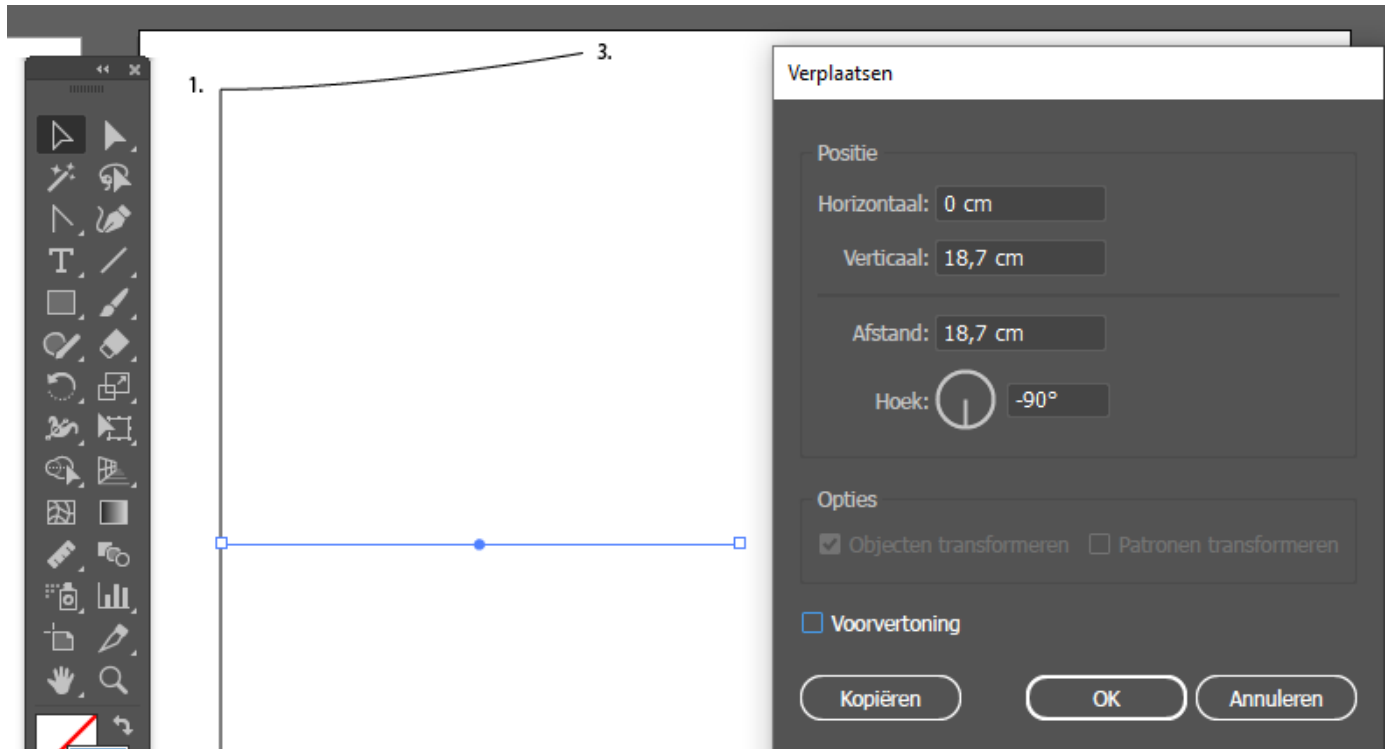 3.
1.
Verplaatsen
Positie
Horizontaal: 0 cm
Verticaal: 18,7 cm
Afstand: 18,7 cm
Hoek: -90°
Opties
Objecten transformeren Patronen transformeren
Voorvertoning
Kopiëren OK Annuleren